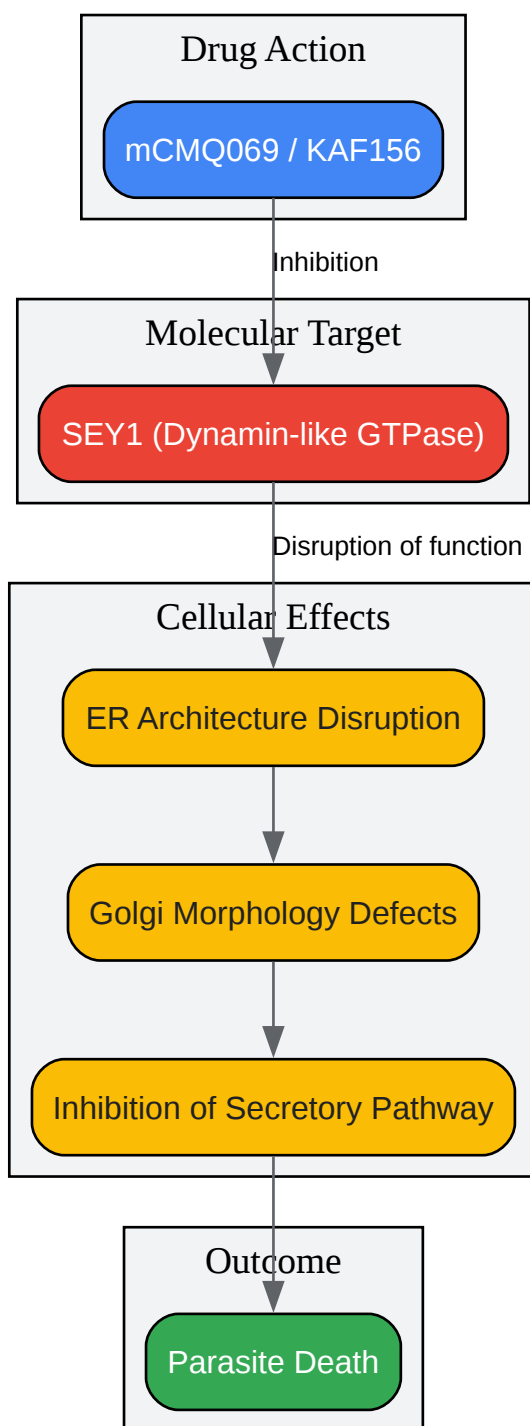 Drug Action
mCMQ069 / KAF156
Inhibition
Molecular Target
SEY1 (Dynamin-like GTPase)
Disruption of function
Cellular Effects
ER Architecture Disruption
Golgi Morphology Defects
Inhibition of Secretory Pathway
Outcome
Parasite Death